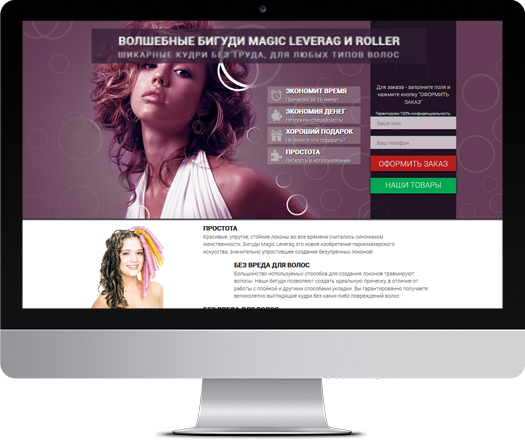 ВОЛШЕБНЫЕ БИГУДИ MAGIC LEVERAG И ROLLER
ШИКАРНЫЕ КУДРИ БЕЗ ТРУДА, ДЛЯ ЛЮБЫХ ТИПОВ ВОЛОС
ЭКОНОМИТ ВРЕМЯ
Прическа за 15 минут
ЭКОНОМИЯ ДЕНЕГ
Не нужны специалисты
ХОРОШИЙ ПОДАРОК
Не знаете что подарить?
ПРОСТОТА
Легкость в использовании
Для заказа - заполните поля и
нажмите кнопку "ОФОРМИТЬ
ЗАКАЗ"
Гарантируем 100% конфиденциальность
Ваше имя
Ваш телефон
ОФОРМИТЬ ЗАКАЗ
НАШИ ТОВАРЫ
ПРОСТОТА
Красивые, упругие, стойкие локоны во все времена считались синонимом
женственности. Бигуди Magic Leverag это новое изобретение парикмахерского
искусства, значительно упростившее создание безупречных локонов!
БЕЗ ВРЕДА ДЛЯ ВОЛОС
Большинство используемых способов для создания локонов травмируют
волосы. Наши бигуди позволяют создать идеальную прическу, в отличие от
работы с плойкой и другими способами укладки. Вы гарантированно получаете
великолепно выглядящие кудри без каких-либо повреждений волос